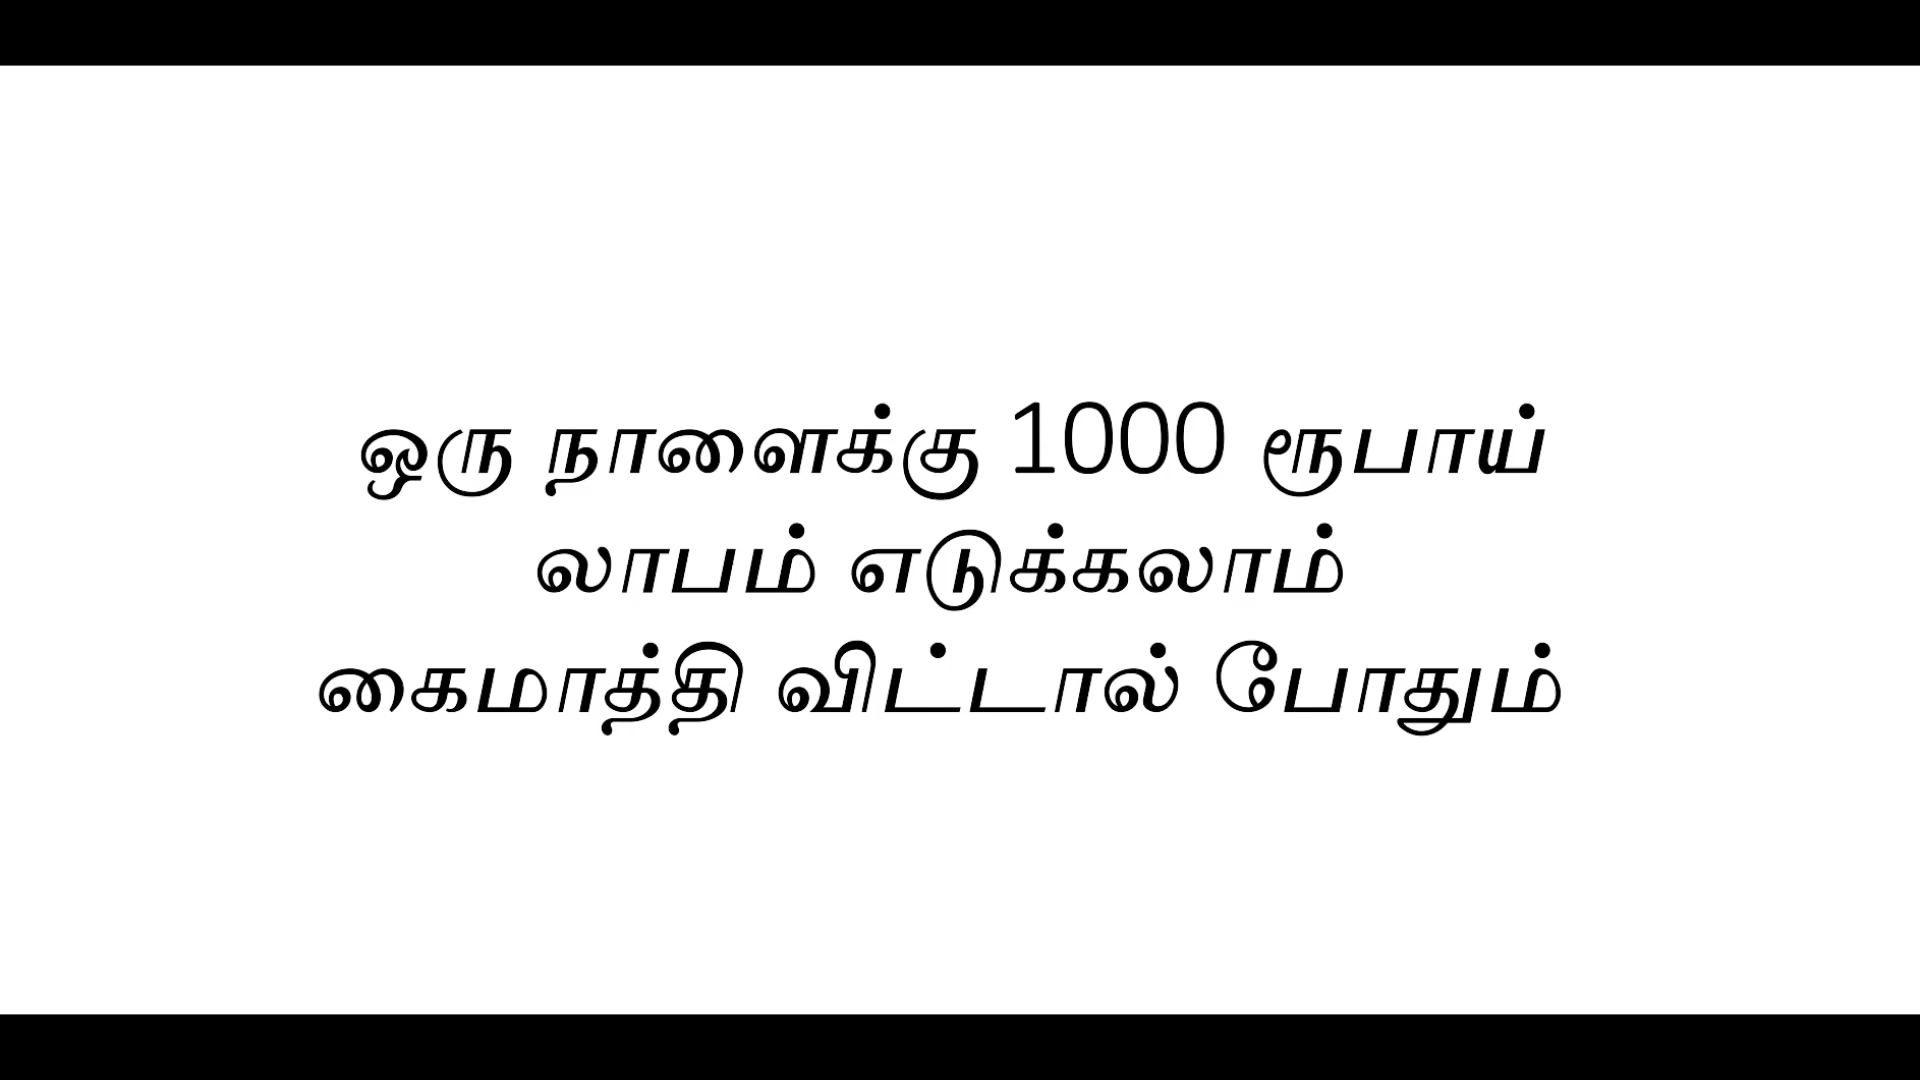 ஒரு நாளைக்கு 1000 ரூபாய்
லாபம் எடுக்கலாம்
கைமாத்தி விட்டால் போதும்